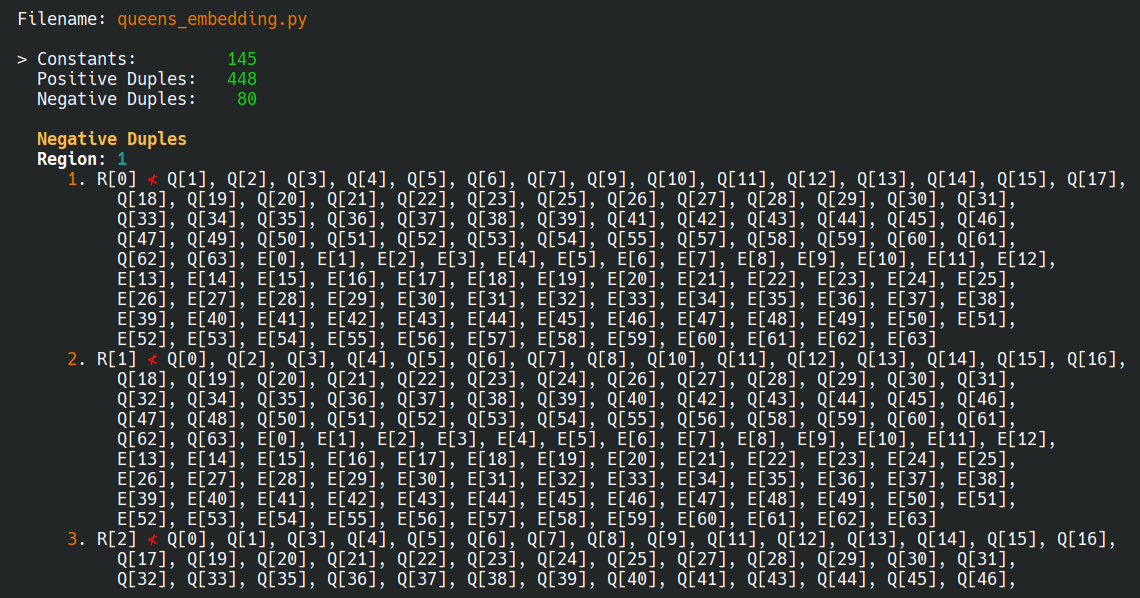 Filename: queens_embedding.py
> Constants: 145
Positive Duples: 448
Negative Duples: 80
Negative Duples
Region: 1
1. R[0] ≮ Q[1], Q[2], Q[3], Q[4], Q[5], Q[6], Q[7], Q[9], Q[10], Q[11], Q[12], Q[13], Q[14], Q[15], Q[17],
Q[18], Q[19], Q[20], Q[21], Q[22], Q[23], Q[25], Q[26], Q[27], Q[28], Q[29], Q[30], Q[31],
Q[33], Q[34], Q[35], Q[36], Q[37], Q[38], Q[39], Q[41], Q[42], Q[43], Q[44], Q[45], Q[46],
Q[47], Q[49], Q[50], Q[51], Q[52], Q[53], Q[54], Q[55], Q[57], Q[58], Q[59], Q[60], Q[61],
Q[62], Q[63], E[0], E[1], E[2], E[3], E[4], E[5], E[6], E[7], E[8], E[9], E[10], E[11], E[12],
E[13], E[14], E[15], E[16], E[17], E[18], E[19], E[20], E[21], E[22], E[23], E[24], E[25],
E[26], E[27], E[28], E[29], E[30], E[31], E[32], E[33], E[34], E[35], E[36], E[37], E[38],
E[39], E[40], E[41], E[42], E[43], E[44], E[45], E[46], E[47], E[48], E[49], E[50], E[51],
E[52], E[53], E[54], E[55], E[56], E[57], E[58], E[59], E[60], E[61], E[62], E[63]
2. R[1] ≮ Q[0], Q[2], Q[3], Q[4], Q[5], Q[6], Q[7], Q[8], Q[10], Q[11], Q[12], Q[13], Q[14], Q[15], Q[16],
Q[18], Q[19], Q[20], Q[21], Q[22], Q[23], Q[24], Q[26], Q[27], Q[28], Q[29], Q[30], Q[31],
Q[32], Q[34], Q[35], Q[36], Q[37], Q[38], Q[39], Q[40], Q[42], Q[43], Q[44], Q[45], Q[46],
Q[47], Q[48], Q[50], Q[51], Q[52], Q[53], Q[54], Q[55], Q[56], Q[58], Q[59], Q[60], Q[61],
Q[62], Q[63], E[0], E[1], E[2], E[3], E[4], E[5], E[6], E[7], E[8], E[9], E[10], E[11], E[12],
E[13], E[14], E[15], E[16], E[17], E[18], E[19], E[20], E[21], E[22], E[23], E[24], E[25],
E[26], E[27], E[28], E[29], E[30], E[31], E[32], E[33], E[34], E[35], E[36], E[37], E[38],
E[39], E[40], E[41], E[42], E[43], E[44], E[45], E[46], E[47], E[48], E[49], E[50], E[51],
E[52], E[53], E[54], E[55], E[56], E[57], E[58], E[59], E[60], E[61], E[62], E[63]
3. R[2] ≮ Q[0], Q[1], Q[3], Q[4], Q[5], Q[6], Q[7], Q[8], Q[9], Q[11], Q[12], Q[13], Q[14], Q[15], Q[16],
Q[17], Q[19], Q[20], Q[21], Q[22], Q[23], Q[24], Q[25], Q[27], Q[28], Q[29], Q[30], Q[31],
Q[32], Q[33], Q[35], Q[36], Q[37], Q[38], Q[39], Q[40], Q[41], Q[43], Q[44], Q[45], Q[46],